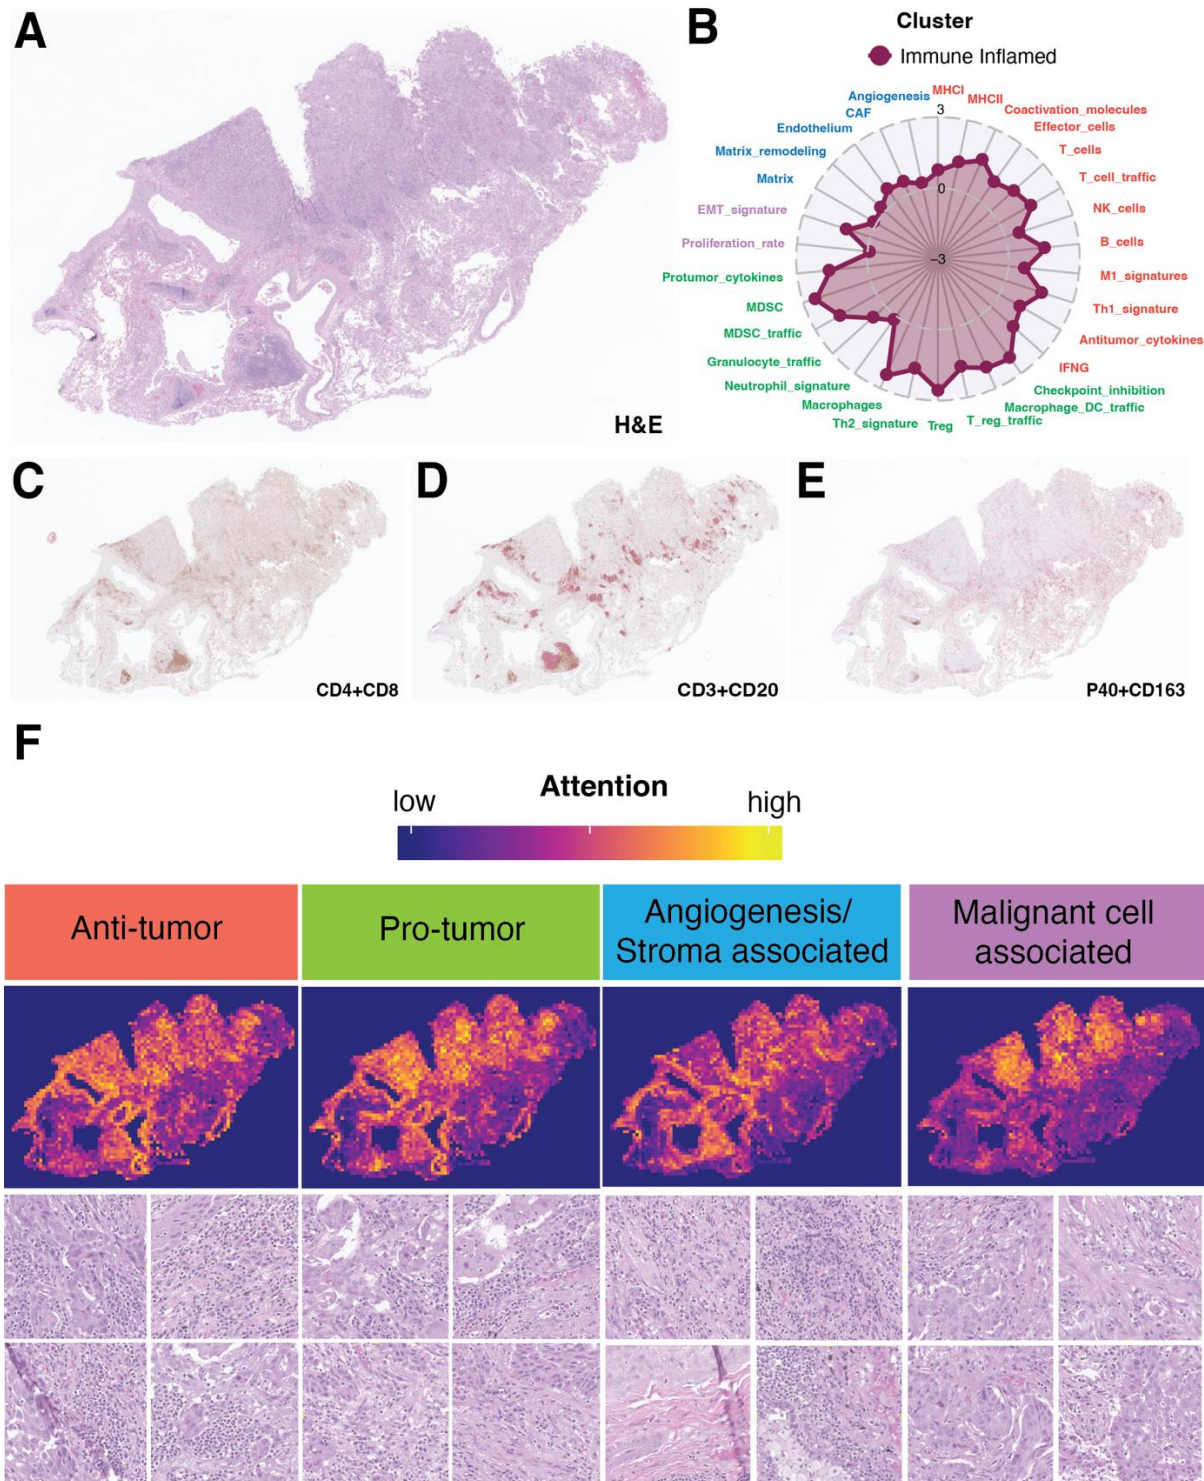 A
H&E
B
Cluster
Immune Inflamed
3
0
−3
MHCI
MHCII
Coactivation_molecules
Effector_cells
T_cells
T_cell_traffic
NK_cells
B_cells
M1_signatures
Th1_signature
Antitumor_cytokines
IFNG
Checkpoint_inhibition
Macrophage_DC_traffic
T_reg_traffic
Treg
Th2_signature
Macrophages
Neutrophil_signature
Granulocyte_traffic
MDSC_traffic
MDSC
Protumor_cytokines
Proliferation_rate
EMT_signature
Matrix
Matrix_remodeling
Endothelium
CAF
Angiogenesis
C
CD4+CD8
D
CD3+CD20
E
P40+CD163
F
Attention
low
high
Anti-tumor
Pro-tumor
Angiogenesis/
Stroma associated
Malignant cell
associated